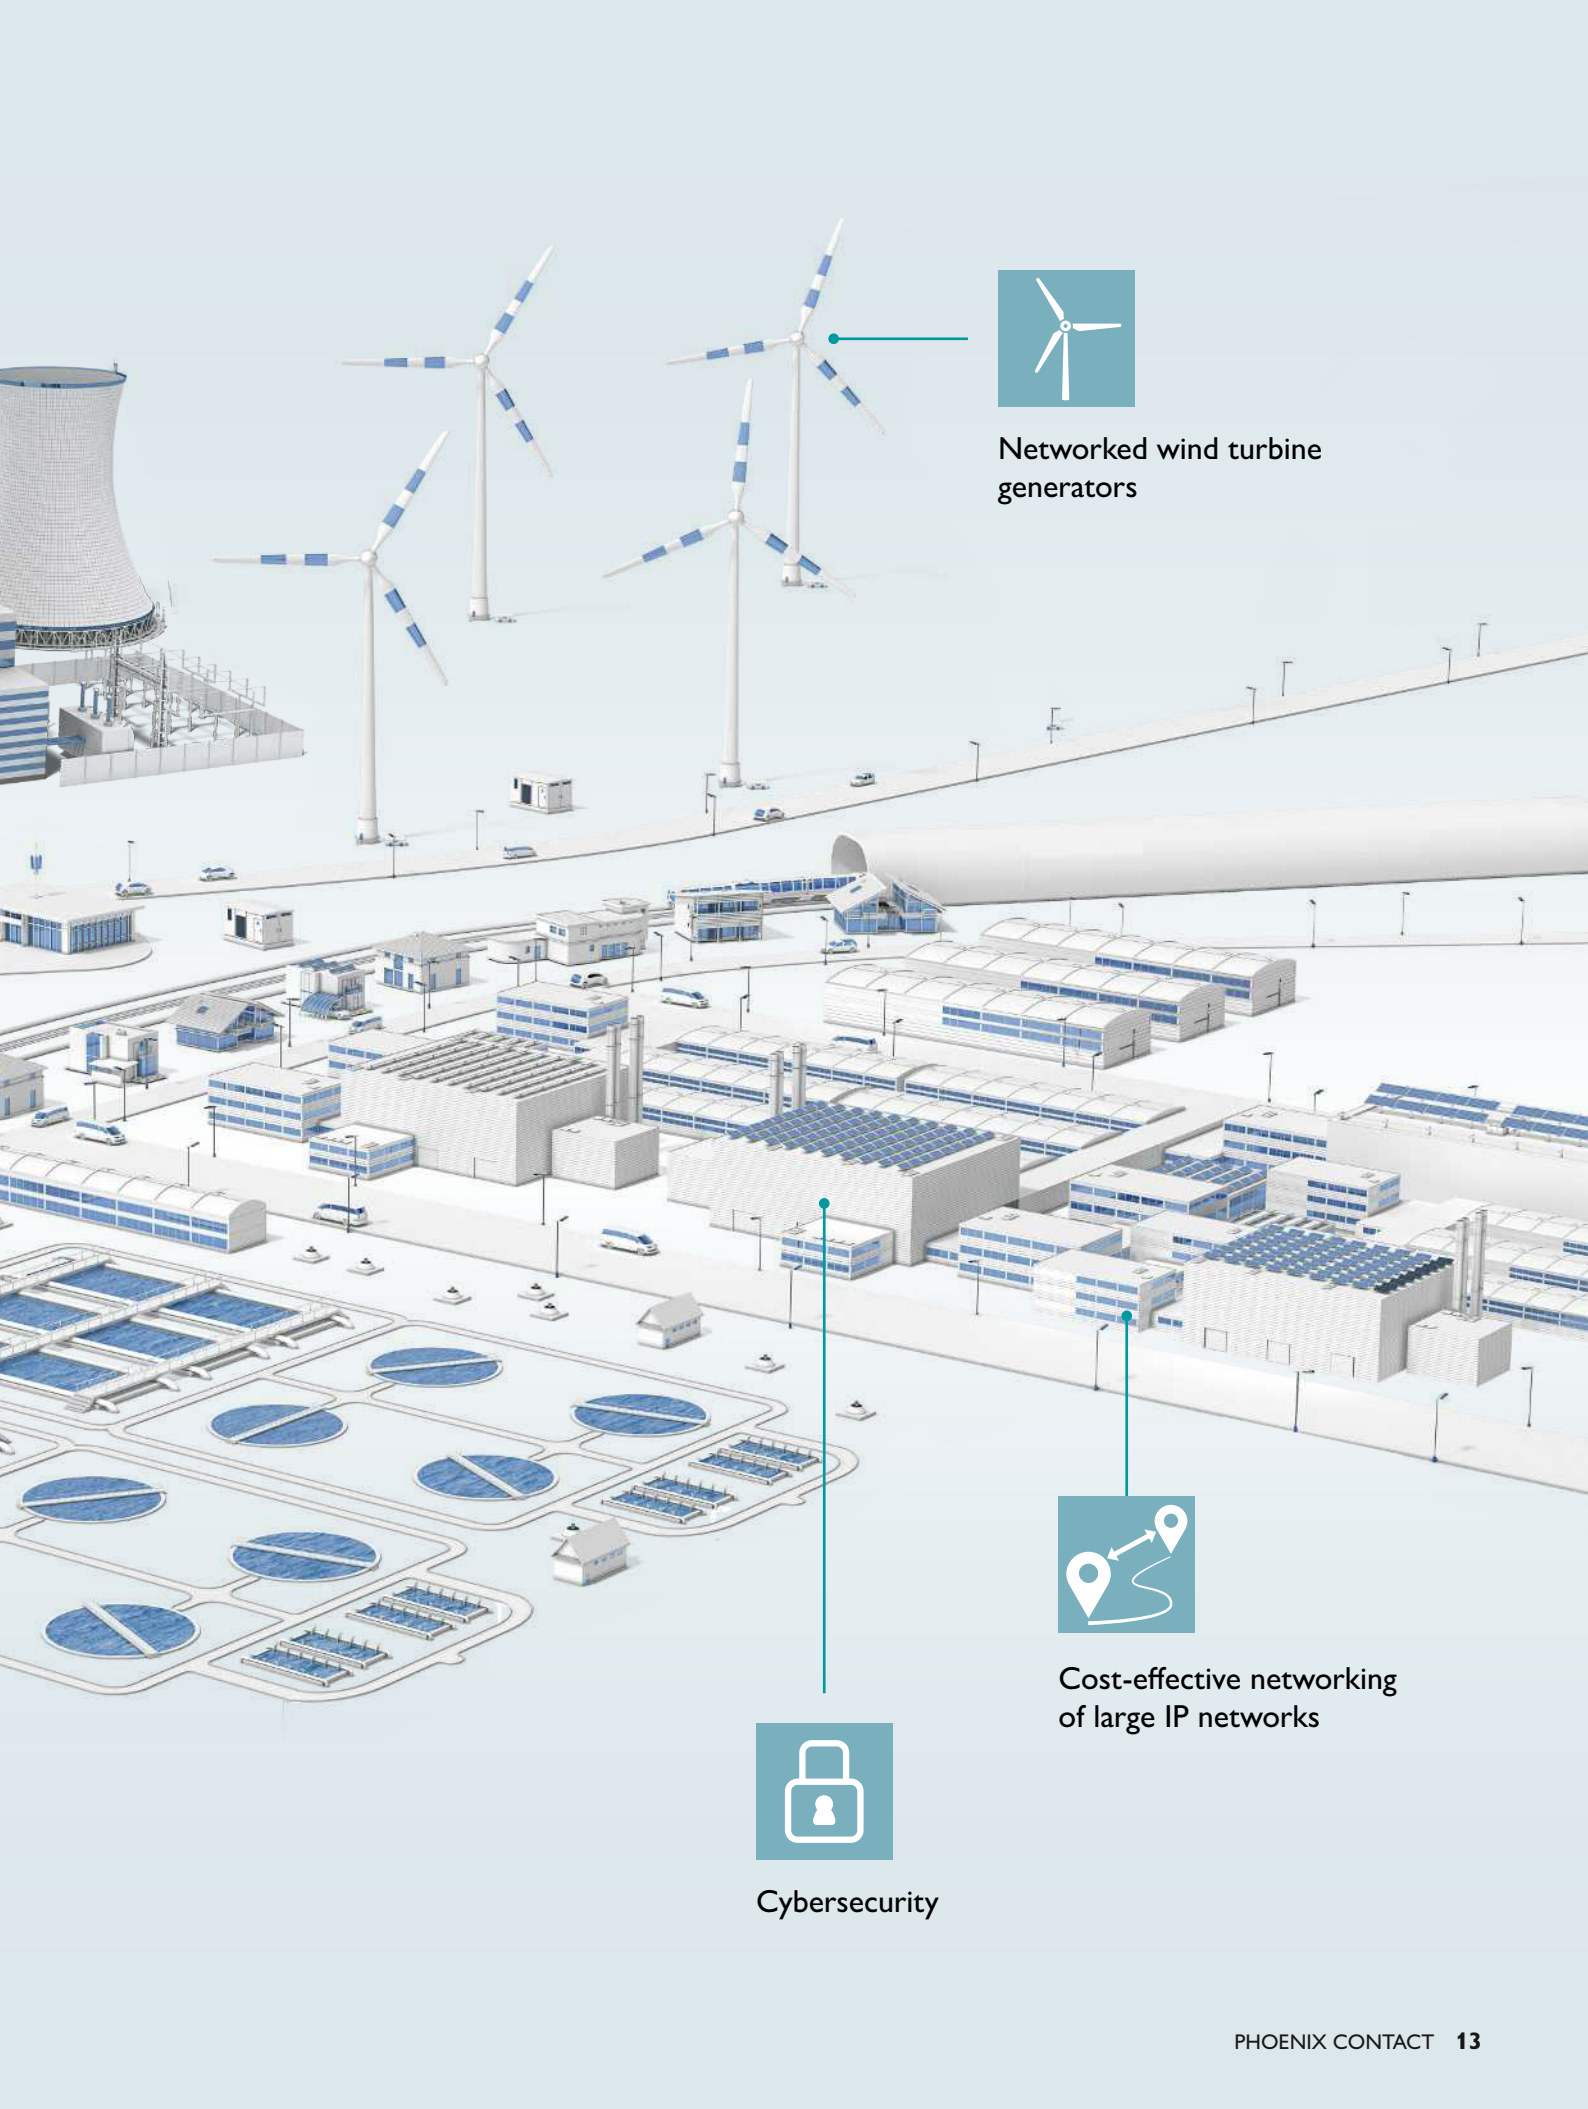 Networked wind turbine
generators
Cost-effective networking
of large IP networks
Cybersecurity
PHOENIX CONTACT 13